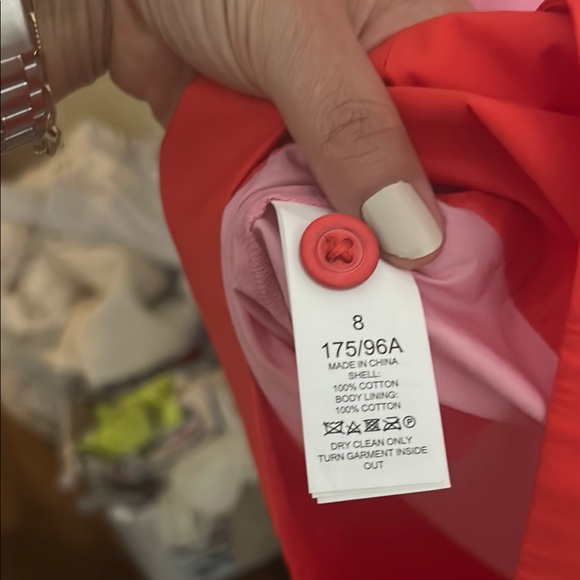 8
175/96A
MADE IN CHINA
SHELL:
100% COTTON
BODY LINING:
100% COTTON
P
DRY CLEAN ONLY
TURN GARMENT INSIDE
OUT